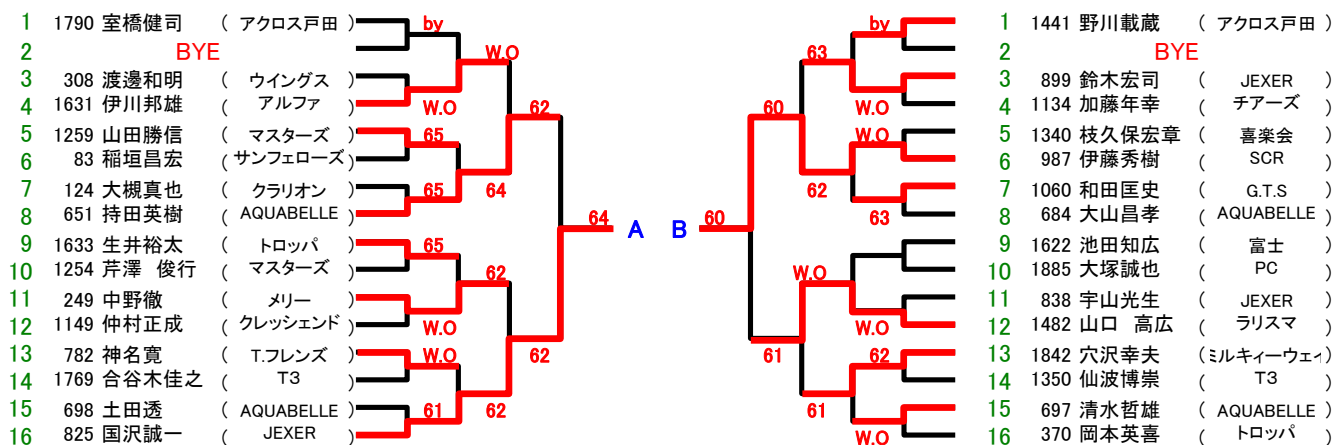 1 1790 室橋健司 ( アクロス戸田 )
2 BYE
3 308 渡邊和明 ( ウイングス )
4 1631 伊川邦雄 ( アルファ )
5 1259 山田勝信 ( マスターズ )
6 83 稲垣昌宏 ( サンフェローズ )
7 124 大槻真也 ( クラリオン )
8 651 持田英樹 ( AQUABELLE )
9 1633 生井裕太 ( トロッパ )
10 1254 芹澤 俊行 ( マスターズ )
11 249 中野徹 ( メリー )
12 1149 仲村正成 ( クレッシェンド )
13 782 神名寛 ( T.フレンズ )
14 1769 合谷木佳之 ( T3 )
15 698 土田透 ( AQUABELLE )
16 825 国沢誠一 ( JEXER )
by
W.O
W.O
62
65
65
64
64
65
62
W.O
W.O
62
61
62
A B
60
by
63
W.O
60
W.O
62
63
W.O
W.O
61
62
61
W.O
1 1441 野川載蔵 ( アクロス戸田 )
2 BYE
3 899 鈴木宏司 ( JEXER )
4 1134 加藤年幸 ( チアーズ )
5 1340 枝久保宏章 ( 喜楽会 )
6 987 伊藤秀樹 ( SCR )
7 1060 和田匡史 ( G.T.S )
8 684 大山昌孝 ( AQUABELLE )
9 1622 池田知広 ( 富士 )
10 1885 大塚誠也 ( PC )
11 838 宇山光生 ( JEXER )
12 1482 山口 高広 ( ラリスマ )
13 1842 穴沢幸夫 ( ミルキィーウェイ )
14 1350 仙波博崇 ( T3 )
15 697 清水哲雄 ( AQUABELLE )
16 370 岡本英喜 ( トロッパ )